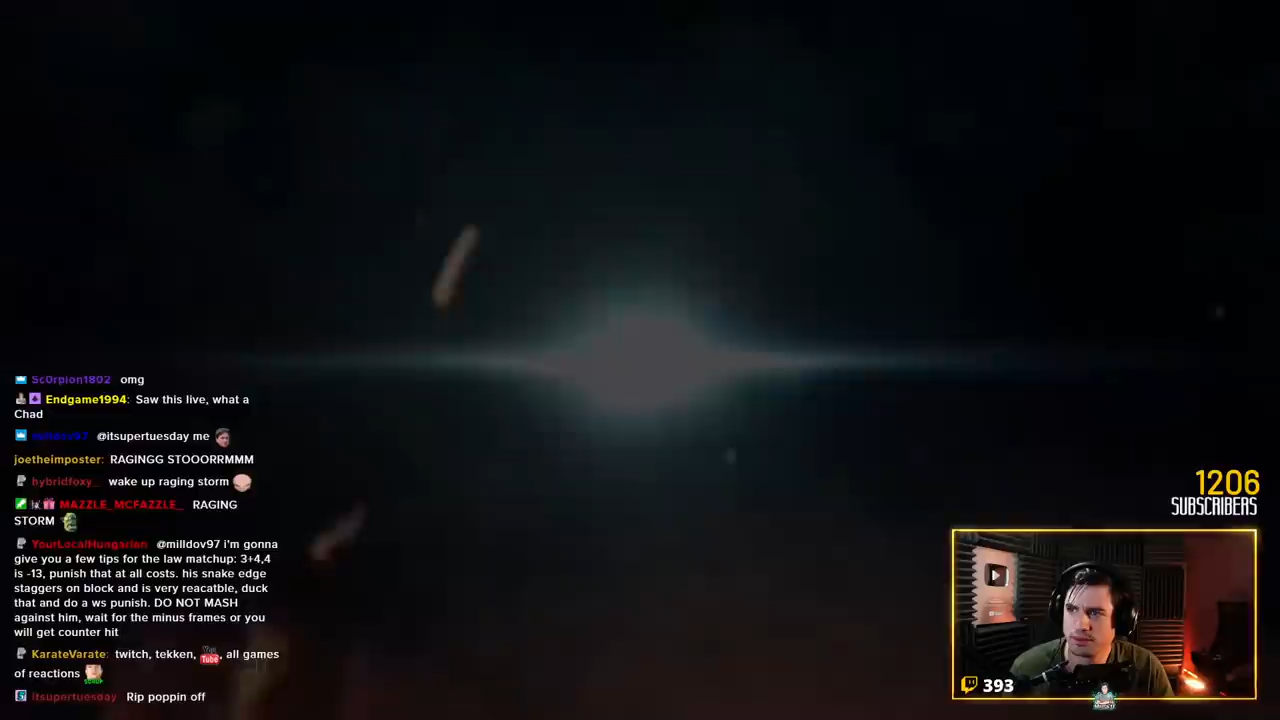 Sc0rpion1802 omg
Endgame1994: Saw this live, what a
Chad
milldov97 @itsupertuesday me
joetheimposter: RAGINGG STOOORRMMM
hybridfoxy_ wake up raging storm
MAZZLE_MCFAZZLE_ RAGING
STORM
YourLocalHungarian @milldov97 i'm gonna
give you a few tips for the law matchup: 3+4,4
is -13, punish that at all costs. his snake edge
staggers on block and is very reacatble, duck
that and do a ws punish. DO NOT MASH
against him, wait for the minus frames or you
will get counter hit
KarateVarate: twitch, tekken, You Tube, all games
of reactions
itsupertuesday Rip poppin off
1206
SUBSCRIBERS
393